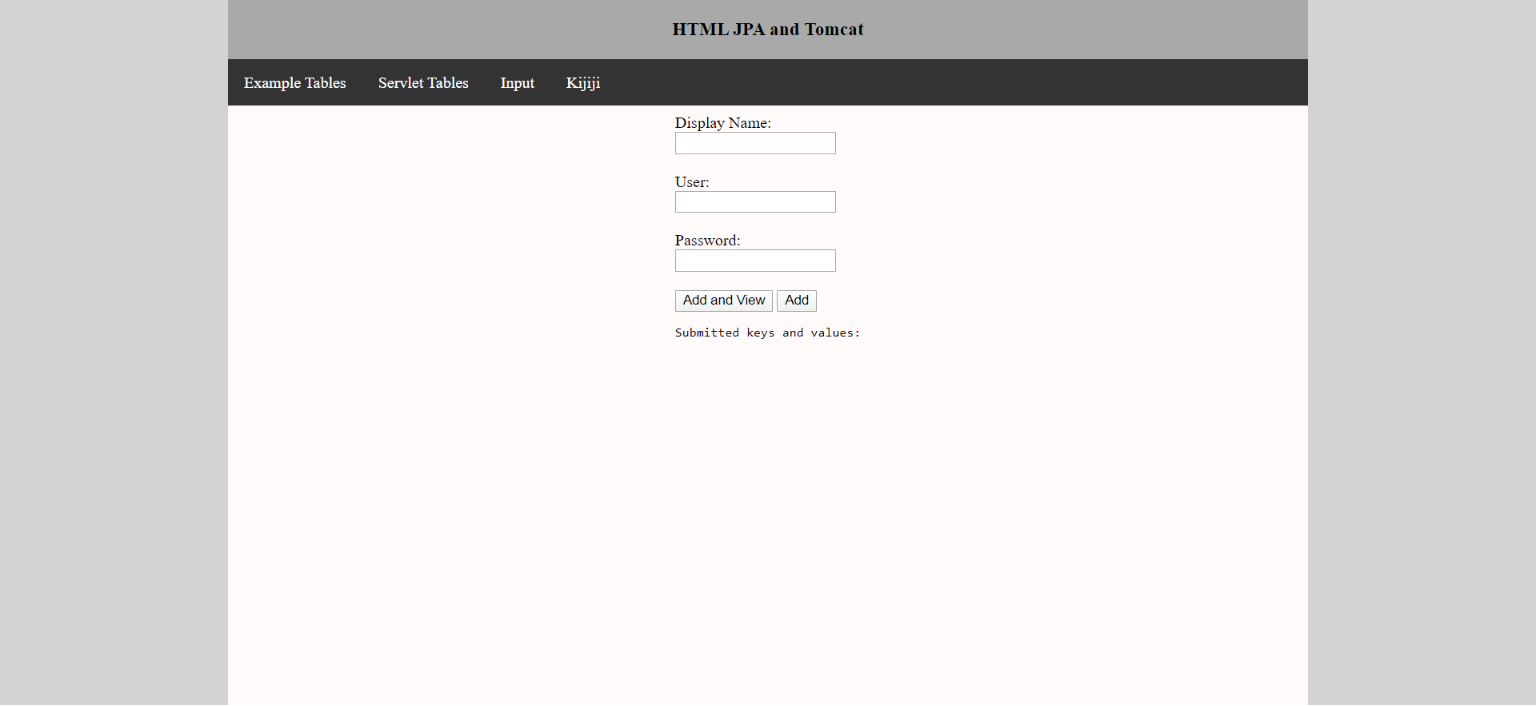 HTML JPA and Tomcat
Example Tables Servlet Tables Input Kijiji
Display Name:
User:
Password:
Add and View Add
Submitted keys and values: